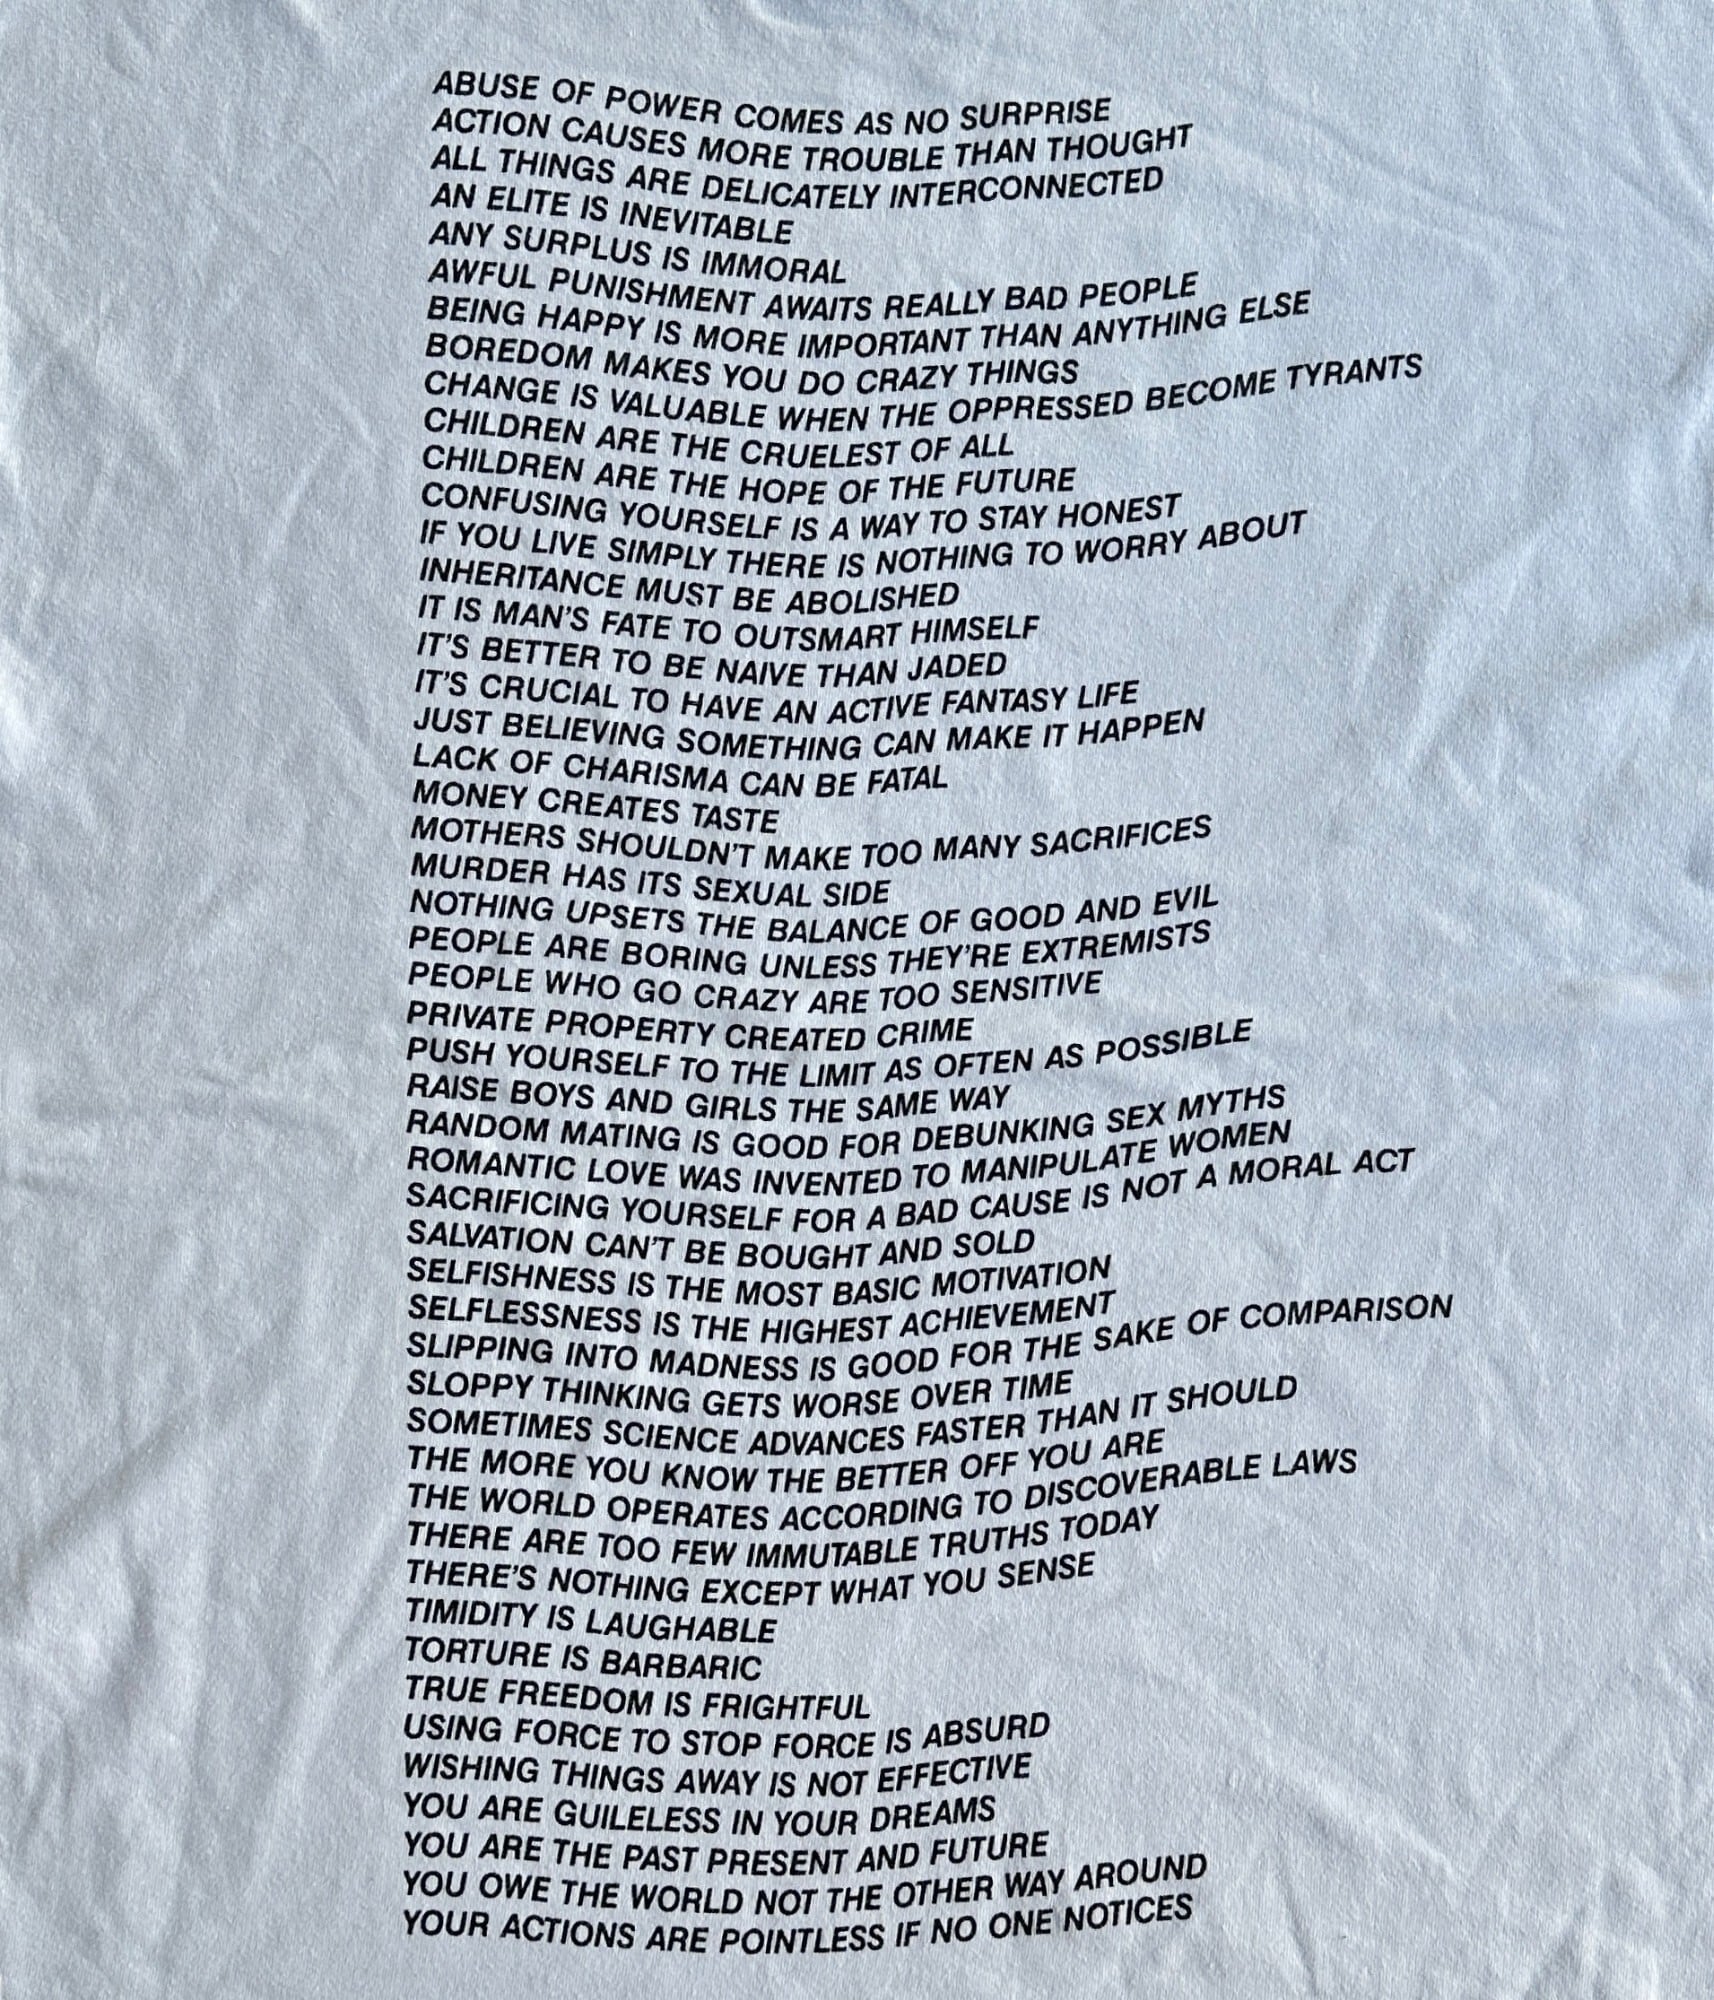 ABUSE OF POWER COMES AS NO SURPRISE
ACTION CAUSES MORE TROUBLE THAN THOUGHT
ALL THINGS ARE DELICATELY INTERCONNECTED
AN ELITE IS INEVITABLE
ANY SURPLUS IS IMMORAL
AWFUL PUNISHMENT AWAITS REALLY BAD PEOPLE
BEING HAPPY IS MORE IMPORTANT THAN ANYTHING ELSE
BOREDOM MAKES YOU DO CRAZY THINGS
CHANGE IS VALUABLE WHEN THE OPPRESSED BECOME TYRANTS
CHILDREN ARE THE CRUELEST OF ALL
CHILDREN ARE THE HOPE OF THE FUTURE
CONFUSING YOURSELF IS A WAY TO STAY HONEST
IF YOU LIVE SIMPLY THERE IS NOTHING TO WORRY ABOUT
INHERITANCE MUST BE ABOLISHED
IT IS MAN'S FATE TO OUTSMART HIMSELF
IT'S BETTER TO BE NAIVE THAN JADED
IT'S CRUCIAL TO HAVE AN ACTIVE FANTASY LIFE
JUST BELIEVING SOMETHING CAN MAKE IT HAPPEN
LACK OF CHARISMA CAN BE FATAL
MONEY CREATES TASTE
MOTHERS SHOULDN'T MAKE TOO MANY SACRIFICES
MURDER HAS ITS SEXUAL SIDE
NOTHING UPSETS THE BALANCE OF GOOD AND EVIL
PEOPLE ARE BORING UNLESS THEY'RE EXTREMISTS
PEOPLE WHO GO CRAZY ARE TOO SENSITIVE
PRIVATE PROPERTY CREATED CRIME
PUSH YOURSELF TO THE LIMIT AS OFTEN AS POSSIBLE
RAISE BOYS AND GIRLS THE SAME WAY
RANDOM MATING IS GOOD FOR DEBUNKING SEX MYTHS
ROMANTIC LOVE WAS INVENTED TO MANIPULATE WOMEN
SACRIFICING YOURSELF FOR A BAD CAUSE IS NOT A MORAL ACT
SALVATION CAN'T BE BOUGHT AND SOLD
SELFISHNESS IS THE MOST BASIC MOTIVATION
SELFLESSNESS IS THE HIGHEST ACHIEVEMENT
SLIPPING INTO MADNESS IS GOOD FOR THE SAKE OF COMPARISON
SLOPPY THINKING GETS WORSE OVER TIME
SOMETIMES SCIENCE ADVANCES FASTER THAN IT SHOULD
THE MORE YOU KNOW THE BETTER OFF YOU ARE
THE WORLD OPERATES ACCORDING TO DISCOVERABLE LAWS
THERE ARE TOO FEW IMMUTABLE TRUTHS TODAY
THERE'S NOTHING EXCEPT WHAT YOU SENSE
TIMIDITY IS LAUGHABLE
TORTURE IS BARBARIC
TRUE FREEDOM IS FRIGHTFUL
USING FORCE TO STOP FORCE IS ABSURD
WISHING THINGS AWAY IS NOT EFFECTIVE
YOU ARE GUILELESS IN YOUR DREAMS
YOU ARE THE PAST PRESENT AND FUTURE
YOU OWE THE WORLD NOT THE OTHER WAY AROUND
YOUR ACTIONS ARE POINTLESS IF NO ONE NOTICES